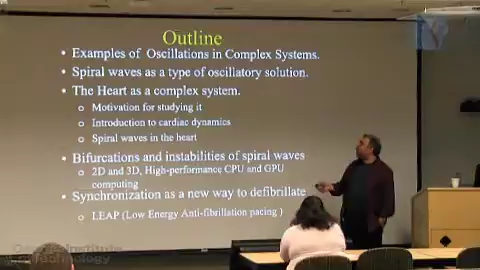 Outline
• Examples of Oscillations in Complex Systems.
• Spiral waves as a type of oscillatory solution.
• The Heart as a complex system.
o Motivation for studying it
o Introduction to cardiac dynamics
o Spiral waves in the heart
• Bifurcations and instabilities of spiral waves
o 2D and 3D, High-performance CPU and GPU
computing
• Synchronization as a new way to defibrillate
o LEAP (Low Energy Anti-fibrillation pacing )
Institute
Technology